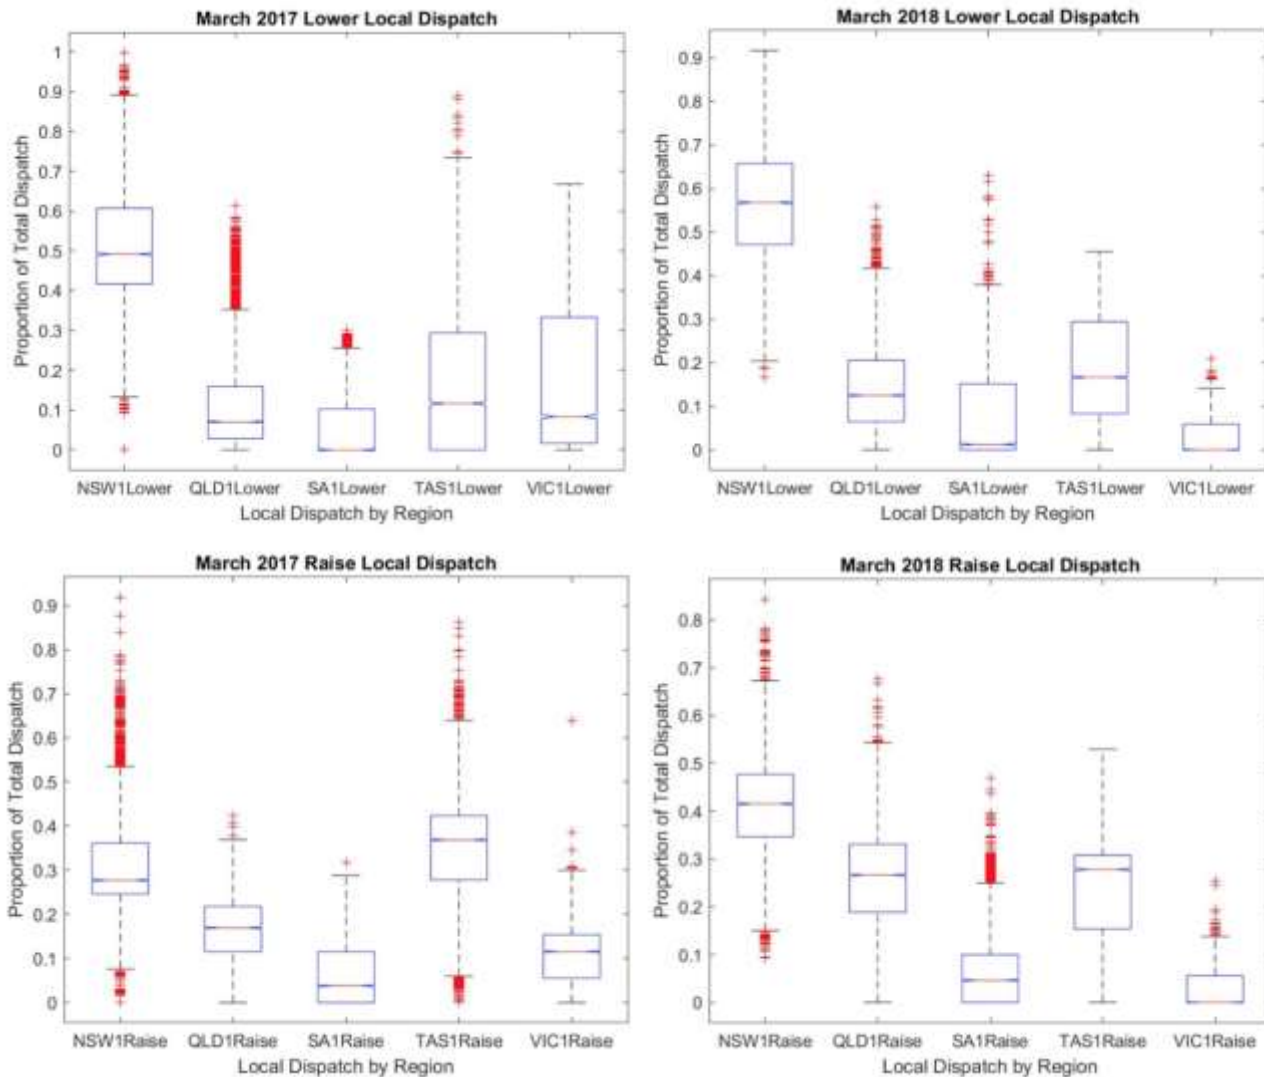 March 2017 Lower Local Dispatch
Proportion of Total Dispatch
1
0.9
0.8
0.7
0.6
0.5
0.4
0.3
0.2
0.1
0
NSW1Lower QLD1Lower SA1Lower TAS1Lower VIC1Lower
Local Dispatch by Region
March 2018 Lower Local Dispatch
Proportion of Total Dispatch
0.9
0.8
0.7
0.6
0.5
0.4
0.3
0.2
0.1
0
NSW1Lower QLD1Lower SA1Lower TAS1Lower VIC1Lower
Local Dispatch by Region
March 2017 Raise Local Dispatch
Proportion of Total Dispatch
0.9
0.8
0.7
0.6
0.5
0.4
0.3
0.2
0.1
0
NSW1Raise QLD1Raise SA1Raise TAS1Raise VIC1Raise
Local Dispatch by Region
March 2018 Raise Local Dispatch
Proportion of Total Dispatch
0.8
0.7
0.6
0.5
0.4
0.3
0.2
0.1
0
NSW1Raise QLD1Raise SA1Raise TAS1Raise VIC1Raise
Local Dispatch by Region